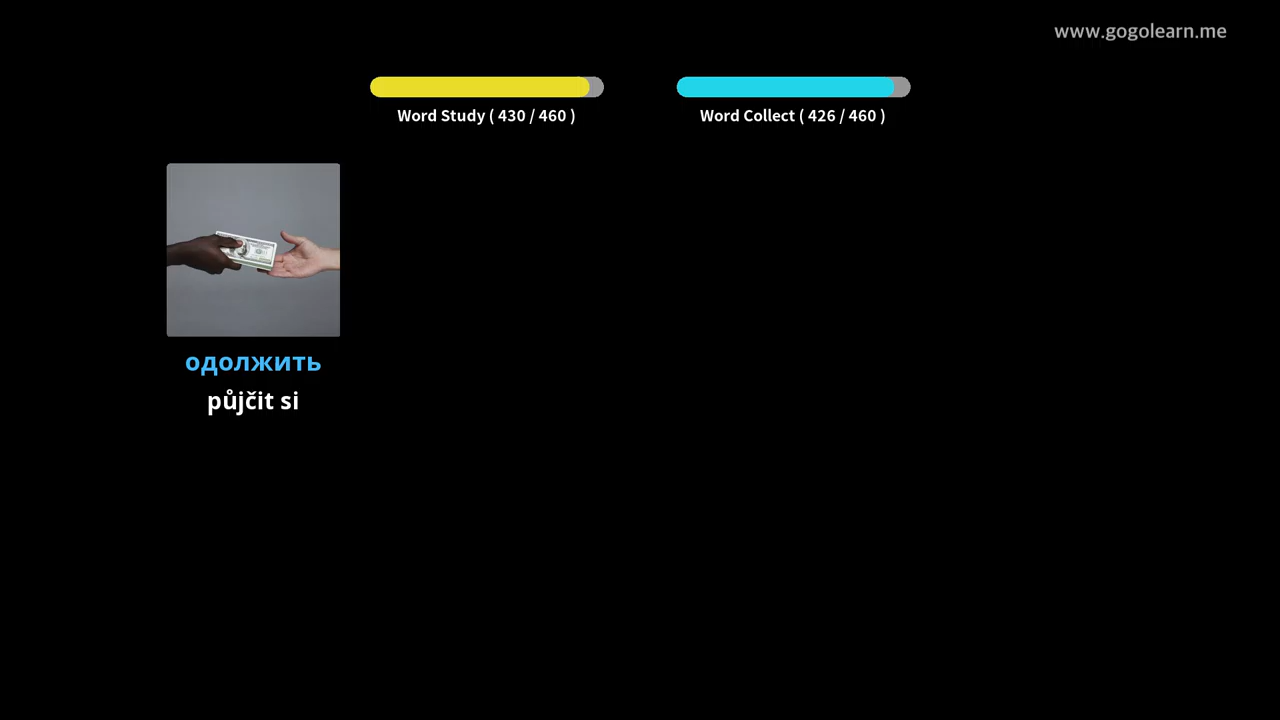 www.gogolearn.me
Word Study ( 430 / 460 )
Word Collect ( 426 / 460 )
одолжить
půjčit si